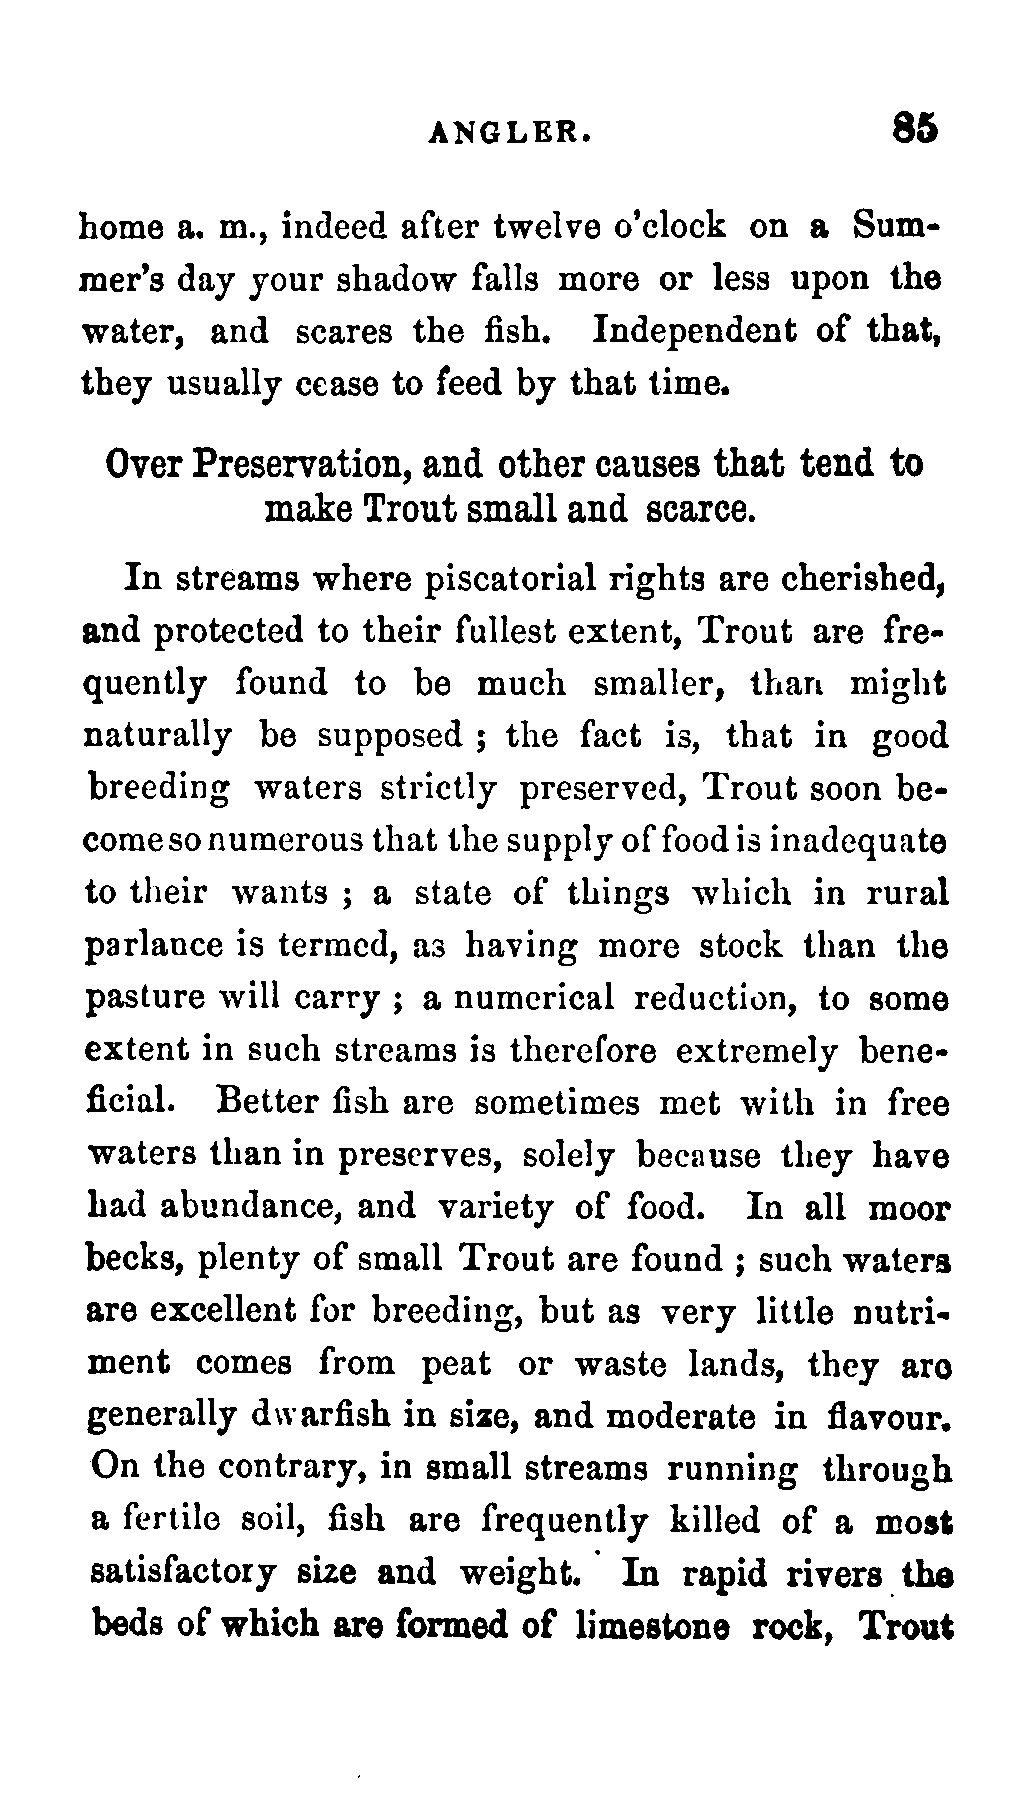 ANGLER. 85
home a. m., indeed after twelve o'clock on a Sum-
mer's day your shadow falls more or less upon the
water, and scares the fish. Independent of that,
they usually cease to feed by that time.
Over Preservation, and other causes that tend to
make Trout small and scarce.
In streams where piscatorial rights are cherished,
and protected to their fullest extent, Trout are fre-
quently found to be much smaller, than might
naturally be supposed ; the fact is, that in good
breeding waters strictly preserved, Trout soon be-
come so numerous that the supply of food is inadequate
to their wants ; a state of things which in rural
parlance is termed, as having more stock than the
pasture will carry ; a numerical reduction, to some
extent in such streams is therefore extremely bene-
ficial. Better fish are sometimes met with in free
waters than in preserves, solely because they have
had abundance, and variety of food. In all moor
becks, plenty of small Trout are found ; such waters
are excellent for breeding, but as very little nutri-
ment comes from peat or waste lands, they are
generally dwarfish in size, and moderate in flavour.
On the contrary, in small streams running through
a fertile soil, fish are frequently killed of a most
satisfactory size and weight. In rapid rivers the
beds of which are formed of limestone rock, Trout